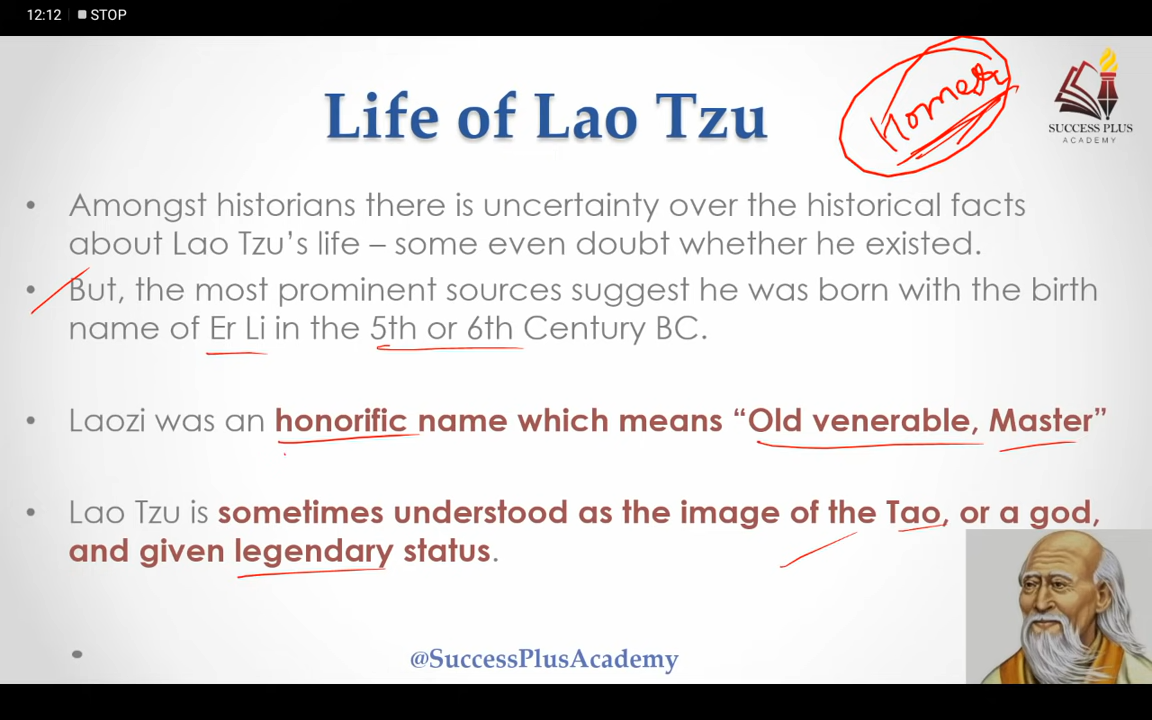 12:12 | STOP
Life of Lao Tzu
Homer
SUCCESS PLUS
ACADEMY
• Amongst historians there is uncertainty over the historical facts
about Lao Tzu’s life – some even doubt whether he existed.
• But, the most prominent sources suggest he was born with the birth
name of Er Li in the 5th or 6th Century BC.
• Laozi was an honorific name which means “Old venerable, Master”
• Lao Tzu is sometimes understood as the image of the Tao, or a god,
and given legendary status.
•
@SuccessPlusAcademy